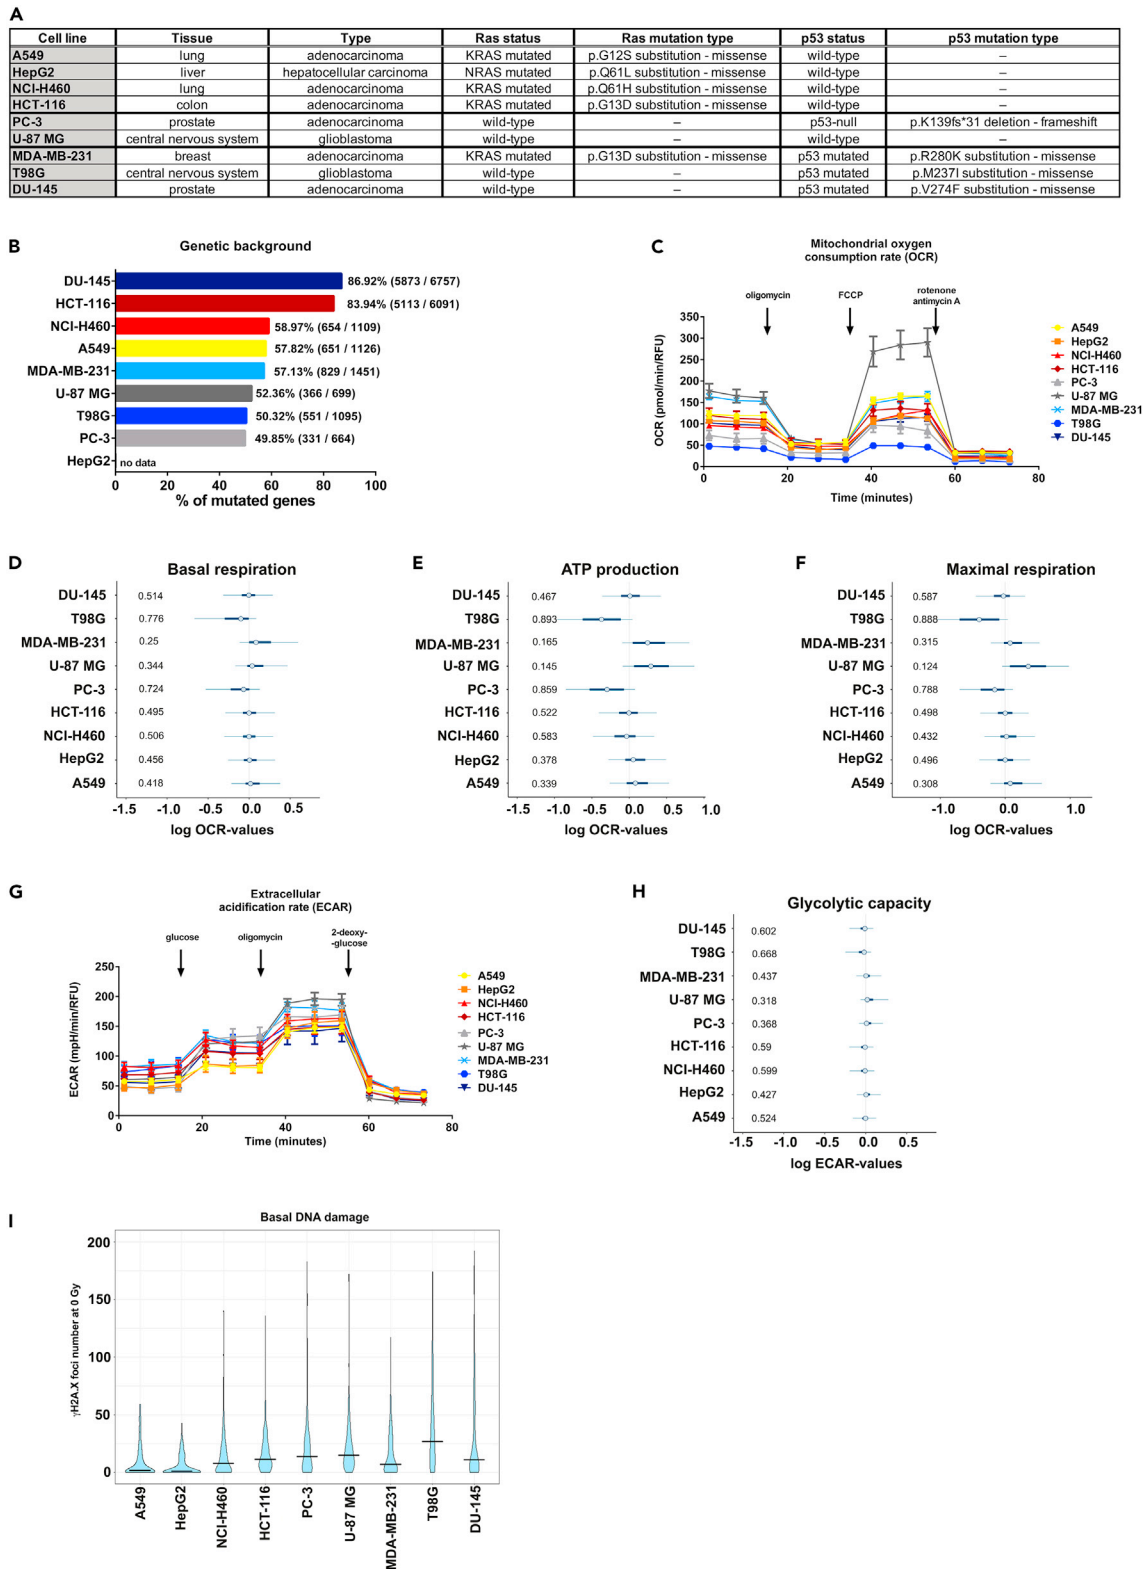 A
Cell line Tissue Type Ras status Ras mutation type p53 status p53 mutation type
A549 lung adenocarcinoma KRAS mutated p.G12S substitution - missense wild-type –
HepG2 liver hepatocellular carcinoma NRAS mutated p.Q61L substitution - missense wild-type –
NCI-H460 lung adenocarcinoma KRAS mutated p.Q61H substitution - missense wild-type –
HCT-116 colon adenocarcinoma KRAS mutated p.G13D substitution - missense wild-type –
PC-3 prostate adenocarcinoma wild-type – p53-null p.K139fs*31 deletion - frameshift
U-87 MG central nervous system glioblastoma wild-type – wild-type –
MDA-MB-231 breast adenocarcinoma KRAS mutated p.G13D substitution - missense p53 mutated p.R280K substitution - missense
T98G central nervous system glioblastoma wild-type – p53 mutated p.M237I substitution - missense
DU-145 prostate adenocarcinoma wild-type – p53 mutated p.V274F substitution - missense
B
Genetic background
DU-145 86.92% (5873 / 6757)
HCT-116 83.94% (5113 / 6091)
NCI-H460 58.97% (654 / 1109)
A549 57.82% (651 / 1126)
MDA-MB-231 57.13% (829 / 1451)
U-87 MG 52.36% (366 / 699)
T98G 50.32% (551 / 1095)
PC-3 49.85% (331 / 664)
HepG2 no data
0 20 40 60 80 100
% of mutated genes
C
Mitochondrial oxygen
consumption rate (OCR)
oligomycin FCCP rotenone
antimycin A
OCR (pmol/min/RFU)
350
300
250
200
150
100
50
0
0 20 40 60 80
Time (minutes)
A549
HepG2
NCI-H460
HCT-116
PC-3
U-87 MG
MDA-MB-231
T98G
DU-145
D
Basal respiration
DU-145 0.514
T98G 0.776
MDA-MB-231 0.25
U-87 MG 0.344
PC-3 0.724
HCT-116 0.495
NCI-H460 0.506
HepG2 0.456
A549 0.418
-1.5 -1.0 -0.5 0.0 0.5
log OCR-values
E
ATP production
DU-145 0.467
T98G 0.893
MDA-MB-231 0.165
U-87 MG 0.145
PC-3 0.859
HCT-116 0.522
NCI-H460 0.583
HepG2 0.378
A549 0.339
-1.5 -1.0 -0.5 0.0 0.5 1.0
log OCR-values
F
Maximal respiration
DU-145 0.587
T98G 0.888
MDA-MB-231 0.315
U-87 MG 0.124
PC-3 0.788
HCT-116 0.498
NCI-H460 0.432
HepG2 0.496
A549 0.308
-1.0 0.0 1.0
log OCR-values
G
Extracellular
acidification rate (ECAR)
glucose oligomycin 2-deoxy-
-glucose
ECAR (mpH/min/RFU)
250
200
150
100
50
0
0 20 40 60 80
Time (minutes)
A549
HepG2
NCI-H460
HCT-116
PC-3
U-87 MG
MDA-MB-231
T98G
DU-145
H
Glycolytic capacity
DU-145 0.602
T98G 0.668
MDA-MB-231 0.437
U-87 MG 0.318
PC-3 0.368
HCT-116 0.59
NCI-H460 0.599
HepG2 0.427
A549 0.524
-1.5 -1.0 -0.5 0.0 0.5
log ECAR-values
I
Basal DNA damage
γH2A.X foci number at 0 Gy
200
150
100
50
0
A549 HepG2 NCI-H460 HCT-116 PC-3 U-87 MG MDA-MB-231 T98G DU-145